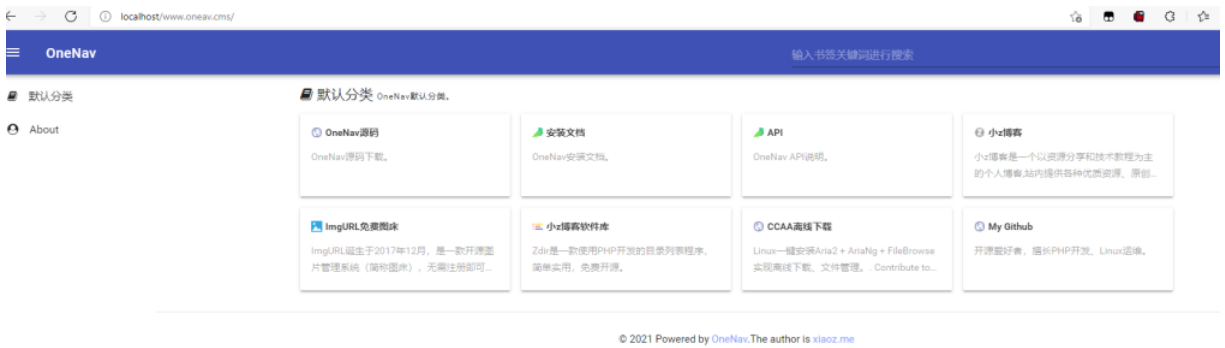 localhost/www.oneav.cms/
OneNav
输入书签关键词进行搜索
默认分类
About
默认分类 OneNav默认分类。
OneNav源码
OneNav源码下载。
安装文档
OneNav安装文档。
API
OneNav API说明。
小z博客
小z博客是一个以资源分享和技术教程为主
的个人博客,站内提供各种优质资源、原创...
ImgURL免费图床
ImgURL诞生于2017年12月，是一款开源图
片管理系统（简称图床），无需注册即可...
小z博客软件库
Zdir是一款使用PHP开发的目录列表程序，
简单实用，免费开源。
CCAA离线下载
Linux一键安装Aria2 + AriaNg + FileBrowse
实现离线下载、文件管理。. Contribute to...
My Github
开源爱好者，擅长PHP开发、Linux运维。
© 2021 Powered by OneNav.The author is xiaoz.me